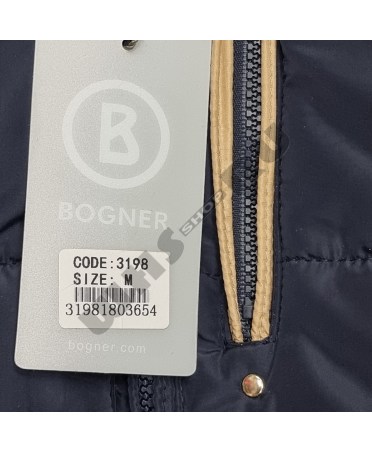 B
BOGNER
CODE:3198
SIZE: M
31981803654
bogner.com